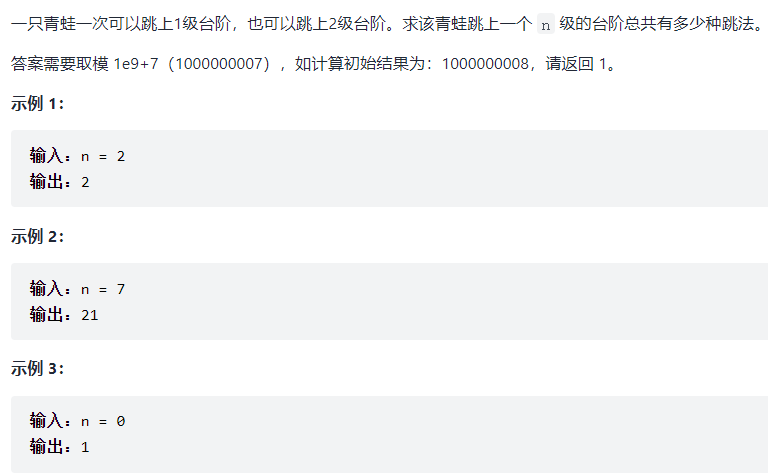 一只青蛙一次可以跳上1级台阶，也可以跳上2级台阶。求该青蛙跳上一个 n 级的台阶总共有多少种跳法。
答案需要取模 1e9+7（1000000007），如计算初始结果为：1000000008，请返回 1。
示例 1：
输入：n = 2
输出：2
示例 2：
输入：n = 7
输出：21
示例 3：
输入：n = 0
输出：1